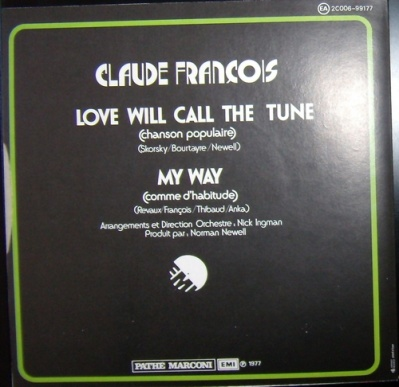 EA 2C006-99177
CLAUDE FRANCOIS
LOVE WILL CALL THE TUNE
(chanson populaire)
(Skorsky/Bourtayre/Newell)
MY WAY
(comme d'habitude)
(Revaux/François/Thibaud/Anka)
Arrangements et Direction Orchestre: Nick Ingman
Produit par: Norman Newell
EMI
PATHE MARCONI EMI ℗ 1977